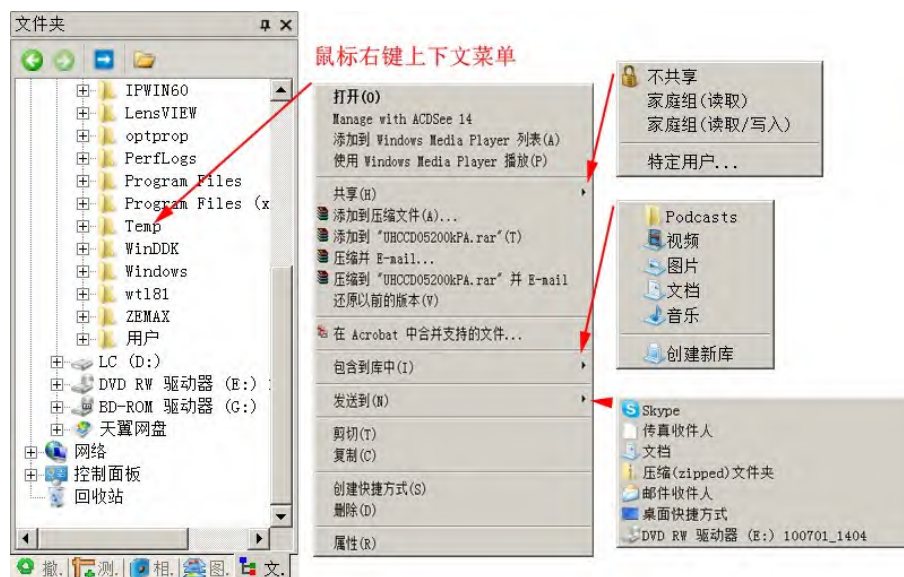 文件夹
IPWIN60
LensVIEW
optprop
PerfLogs
Program Files
Program Files (x
Temp
WinDDK
Windows
wtl81
ZEMAX
用户
LC (D:)
DVD RW 驱动器 (E:) 1
BD-ROM 驱动器 (G:)
天翼网盘
网络
控制面板
回收站
撤.
测.
相.
图.
文.
鼠标右键上下文菜单
打开(O)
Manage with ACDSee 14
添加到 Windows Media Player 列表(A)
使用 Windows Media Player 播放(P)
共享(H)
添加到压缩文件(A)...
添加到 "UHCCD05200kPA.rar"(T)
压缩并 E-mail...
压缩到 "UHCCD05200kPA.rar" 并 E-mail
还原以前的版本(V)
在 Acrobat 中合并支持的文件...
包含到库中(I)
发送到(N)
剪切(T)
复制(C)
创建快捷方式(S)
删除(D)
属性(R)
不共享
家庭组(读取)
家庭组(读取/写入)
特定用户...
Podcasts
视频
图片
文档
音乐
创建新库
Skype
传真收件人
文档
压缩(zipped)文件夹
邮件收件人
桌面快捷方式
DVD RW 驱动器 (E:) 100701_1404